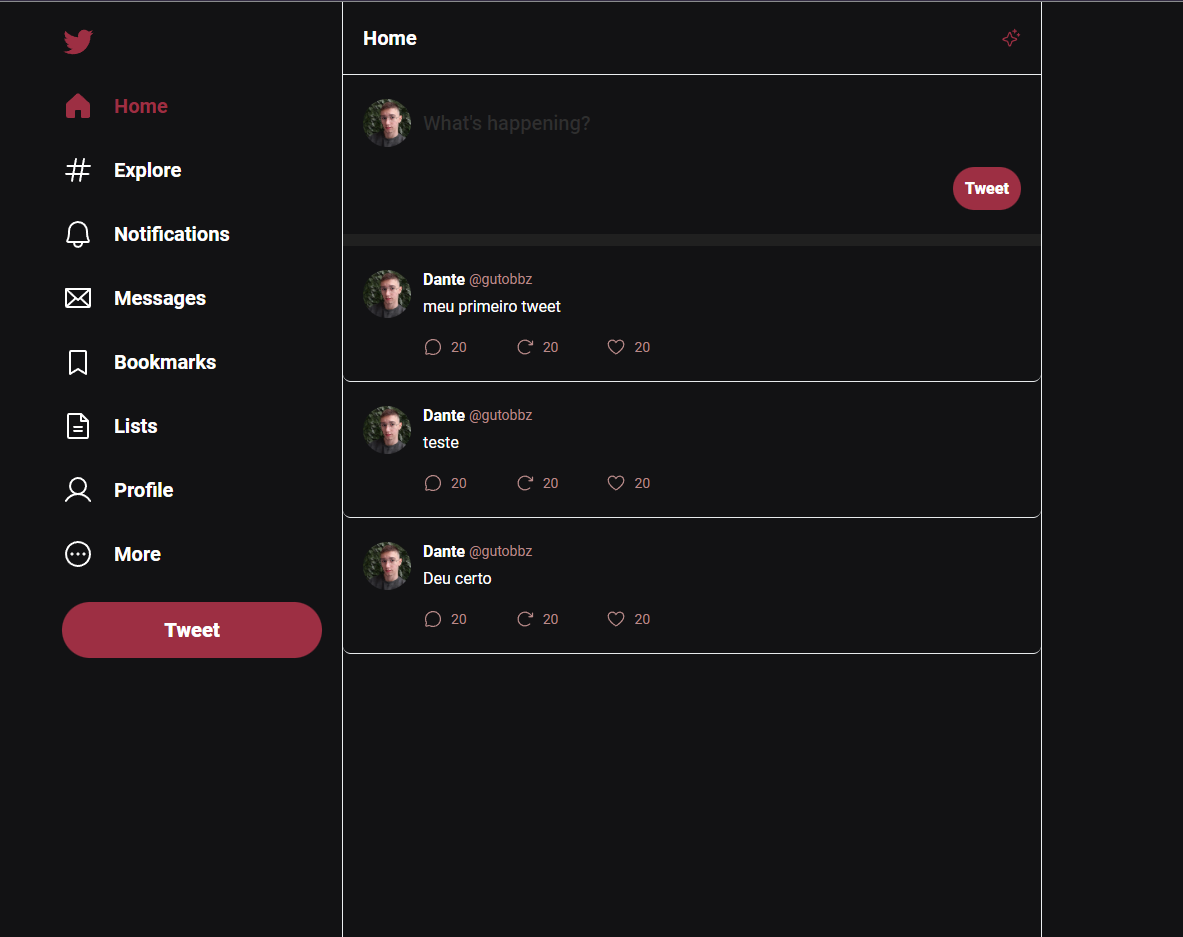 Home
Explore
Notifications
Messages
Bookmarks
Lists
Profile
More
Tweet
Home
What's happening?
Tweet
Dante @gutobbz
meu primeiro tweet
20 20 20
Dante @gutobbz
teste
20 20 20
Dante @gutobbz
Deu certo
20 20 20